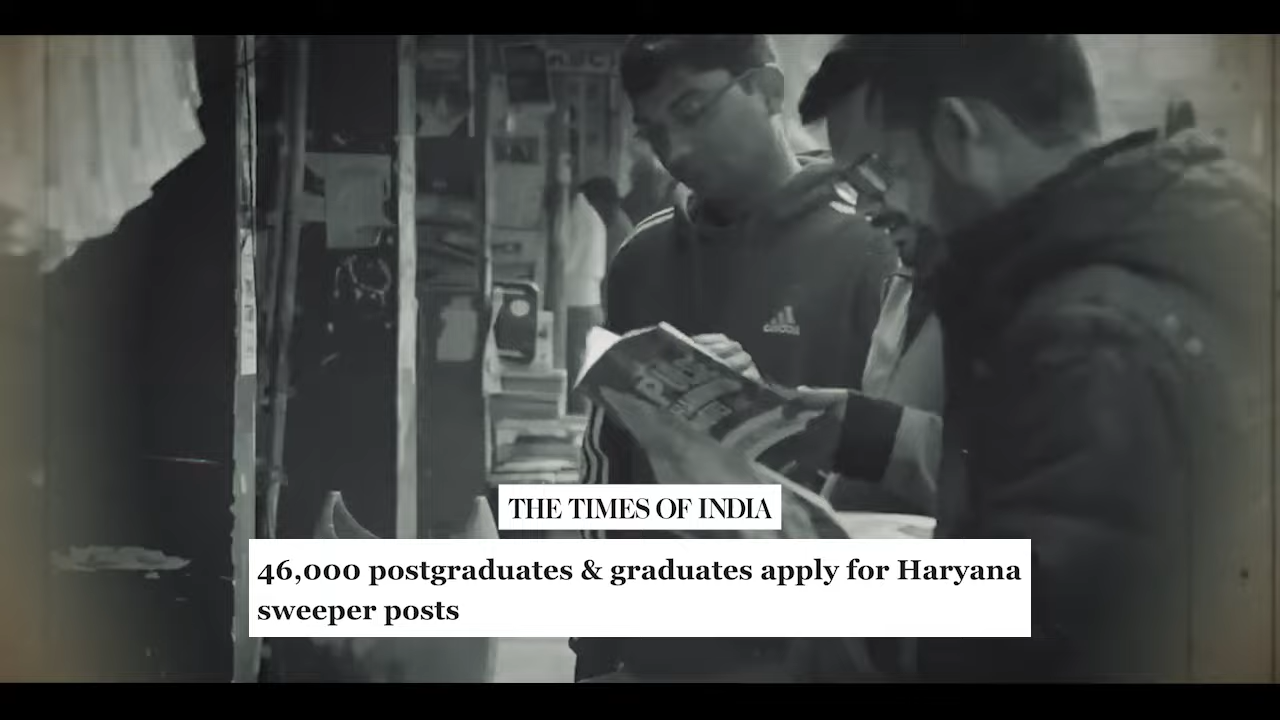 adidas
THE TIMES OF INDIA
46,000 postgraduates & graduates apply for Haryana
sweeper posts